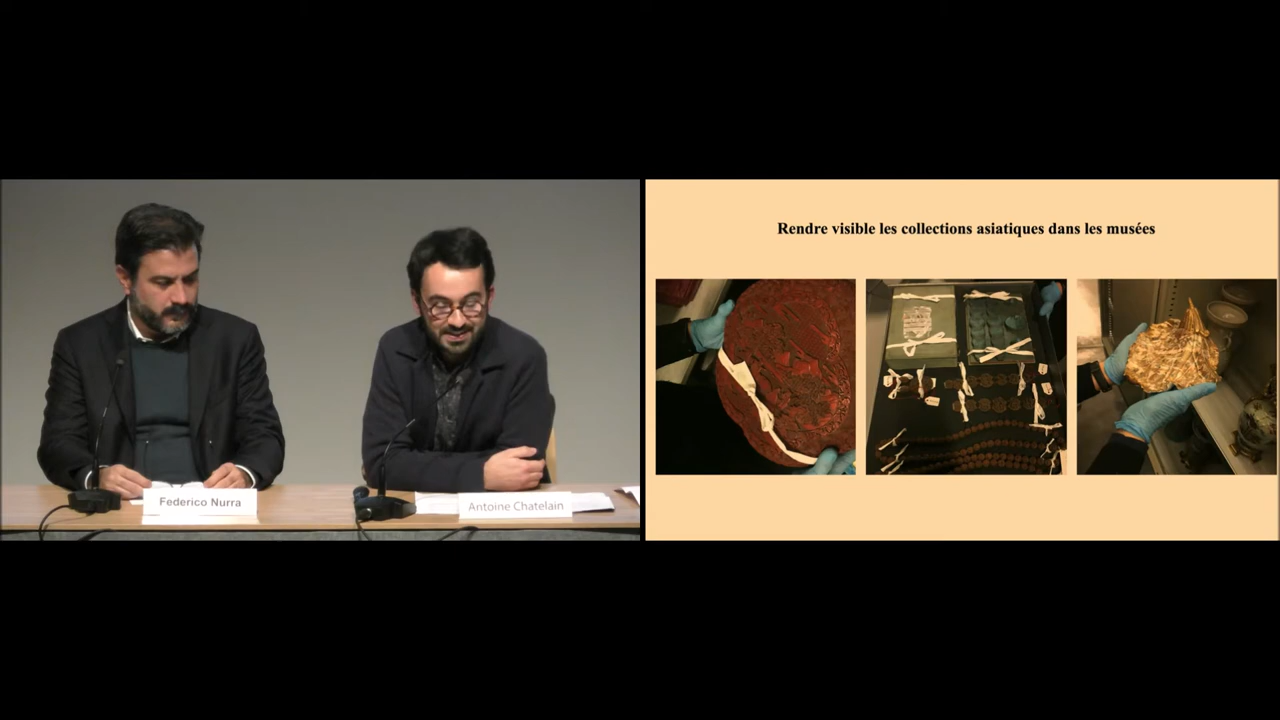 Rendre visible les collections asiatiques dans les musées
Federico Nurra
Antoine Chatelain